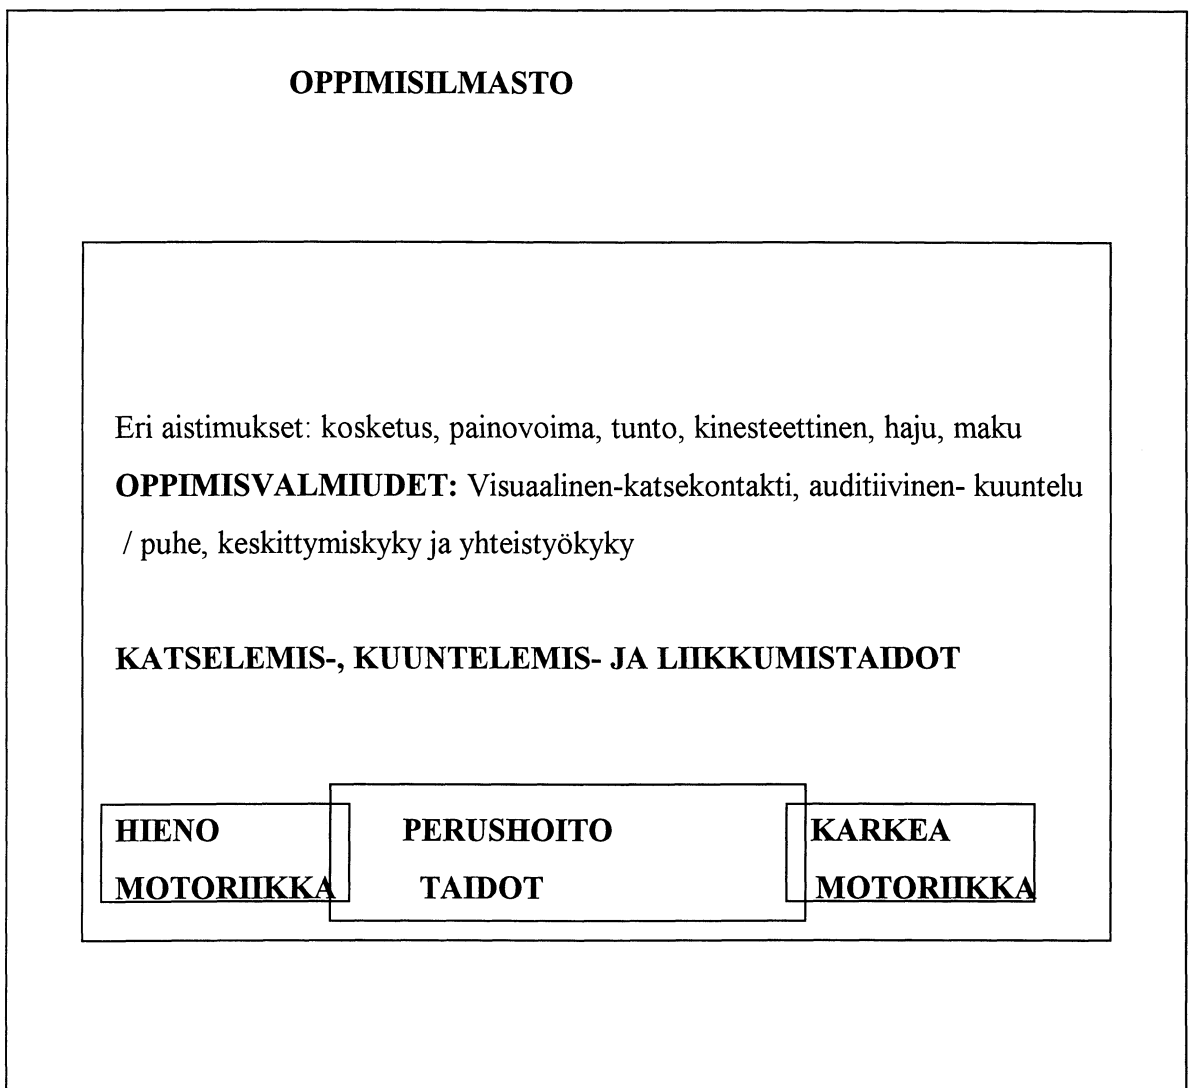 OPPIMISILMASTO
Eri aistimukset: kosketus, painovoima, tunto, kinesteettinen, haju, maku
OPPIMISVALMIUDET: Visuaalinen-katsekontakti, auditiivinen- kuuntelu
/ puhe, keskittymiskyky ja yhteistyökyky
KATSELEMIS-, KUUNTELEMIS- JA LIIKKUMISTAIDOT
HIENO
MOTORIIKKA
PERUSHOITO
TAIDOT
KARKEA
MOTORIIKKA